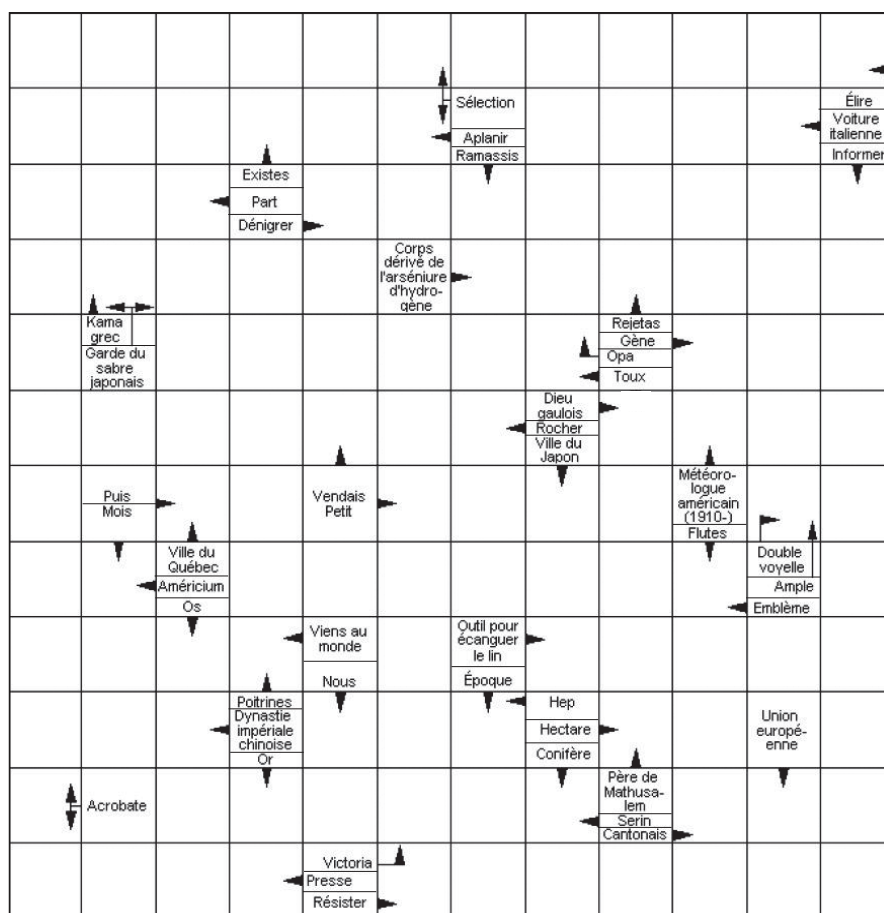 Sélection
Aplanir
Ramassis
Élire
Voiture
italienne
Informer
Existes
Part
Dénigrer
Corps
dérivé de
l'arséniure
d'hydro-
gène
Kama
grec
Garde du
sabre
japonais
Rejetas
Gène
Opa
Toux
Dieu
gaulois
Rocher
Ville du
Japon
Puis
Mois
Vendais
Petit
Météoro-
logue
américain
(1910-)
Flutes
Ville du
Québec
Américium
Os
Double
voyelle
Ample
Emblème
Viens au
monde
Nous
Outil pour
écanguer
le lin
Époque
Poitrines
Dynastie
impériale
chinoise
Or
Hep
Hectare
Conifère
Union
europé-
enne
Acrobate
Père de
Mathusa-
lem
Serin
Cantonais
Victoria
Presse
Résister